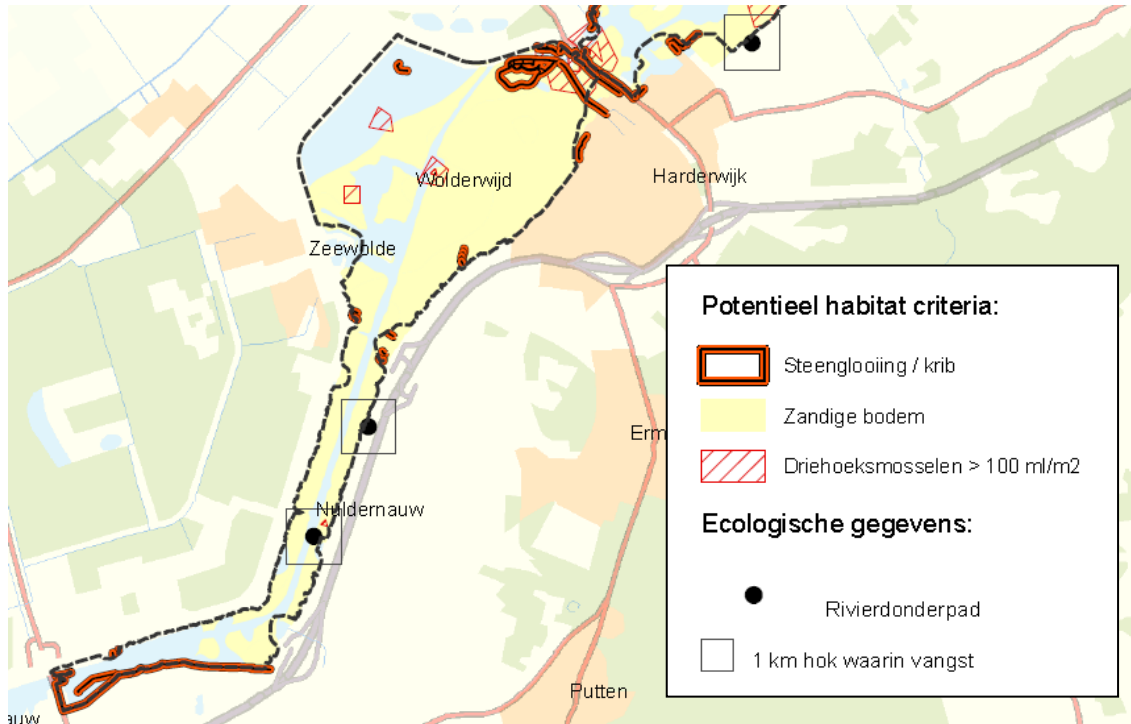 Wolderwijd
Harderwijk
Zeewolde
Erm
Nuldernauw
Putten
auw
Potentieel habitat criteria:
Steenglooiing / krib
Zandige bodem
Driehoeksmosselen > 100 ml/m2
Ecologische gegevens:
Rivierdonderpad
1 km hok waarin vangst